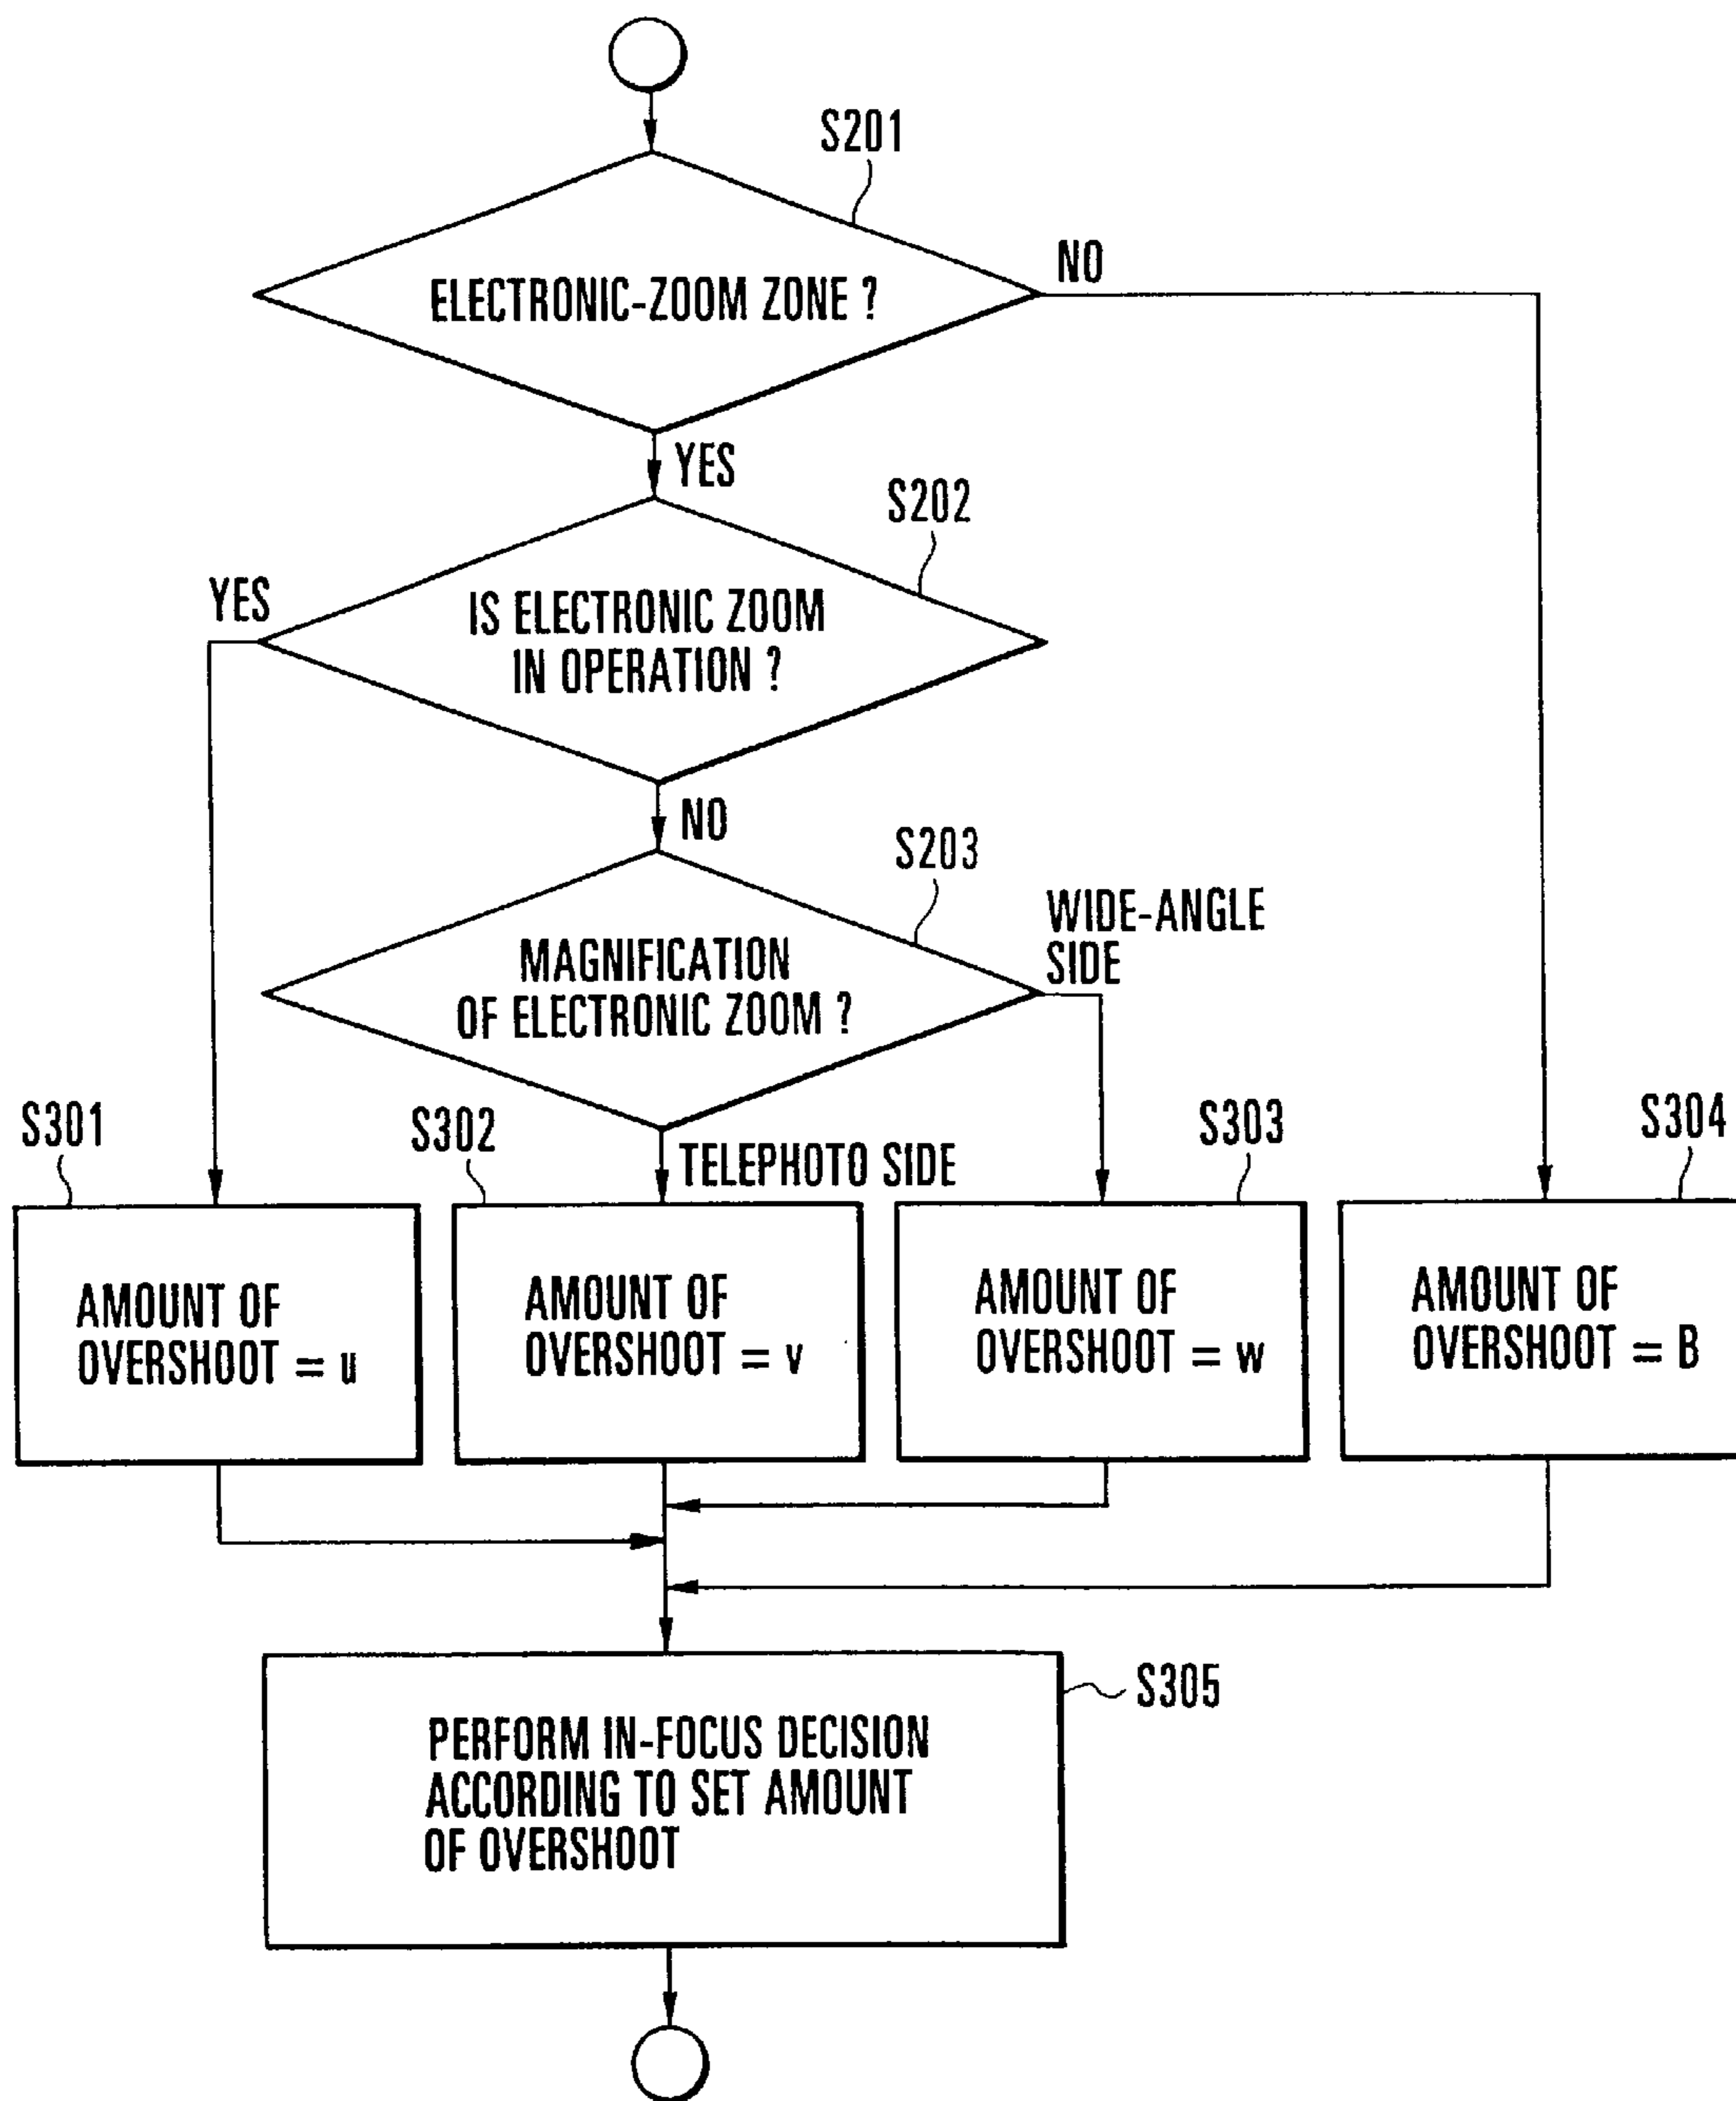 S201
ELECTRONIC-ZOOM ZONE ?
NO
YES
S202
YES
IS ELECTRONIC ZOOM
IN OPERATION ?
NO
S203
WIDE-ANGLE
SIDE
MAGNIFICATION
OF ELECTRONIC ZOOM ?
TELEPHOTO SIDE
S301
S302
S303
S304
AMOUNT OF
OVERSHOOT = u
AMOUNT OF
OVERSHOOT = v
AMOUNT OF
OVERSHOOT = w
AMOUNT OF
OVERSHOOT = B
S305
PERFORM IN-FOCUS DECISION
ACCORDING TO SET AMOUNT
OF OVERSHOOT